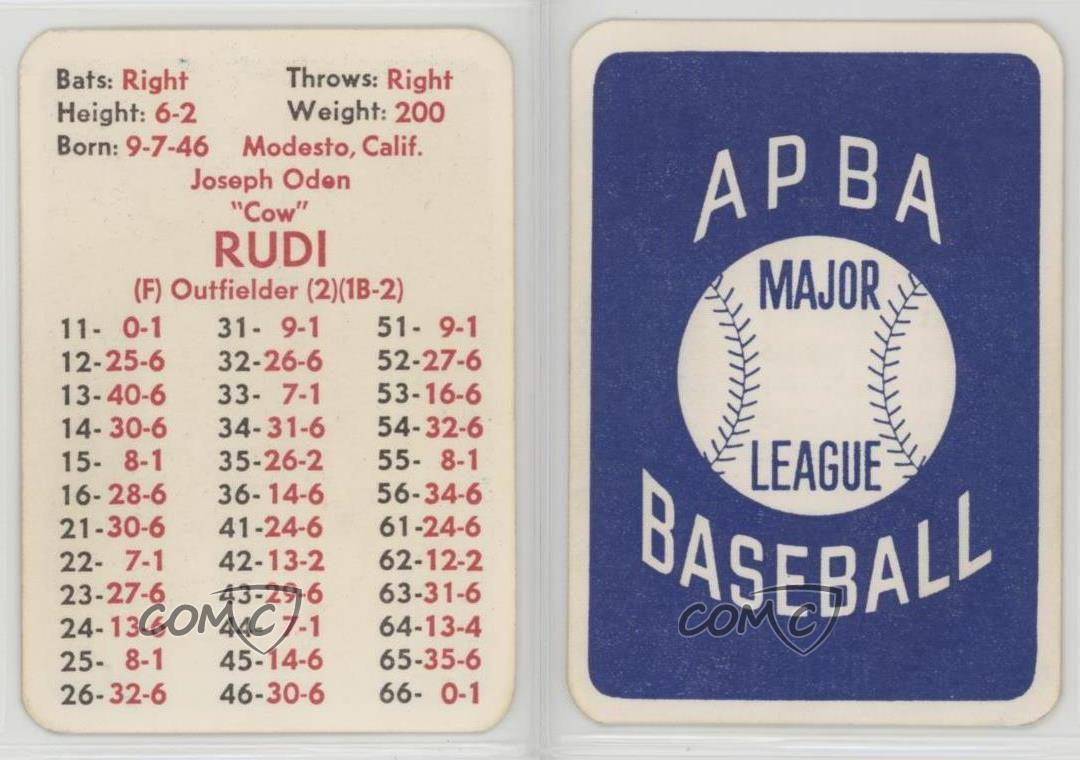 Bats: Right Throws: Right
Height: 6-2 Weight: 200
Born: 9-7-46 Modesto, Calif.
Joseph Oden
"Cow"
RUDI
(F) Outfielder (2)(1B-2)
11- 0-1 31- 9-1 51- 9-1
12-25-6 32-26-6 52-27-6
13-40-6 33- 7-1 53-16-6
14-30-6 34-31-6 54-32-6
15- 8-1 35-26-2 55- 8-1
16-28-6 36-14-6 56-34-6
21-30-6 41-24-6 61-24-6
22- 7-1 42-13-2 62-12-2
23-27-6 43-29-6 63-31-6
24-13-6 44- 7-1 64-13-4
25- 8-1 45-14-6 65-35-6
26-32-6 46-30-6 66- 0-1
COMC
APBA
MAJOR
LEAGUE
BASEBALL
COMC